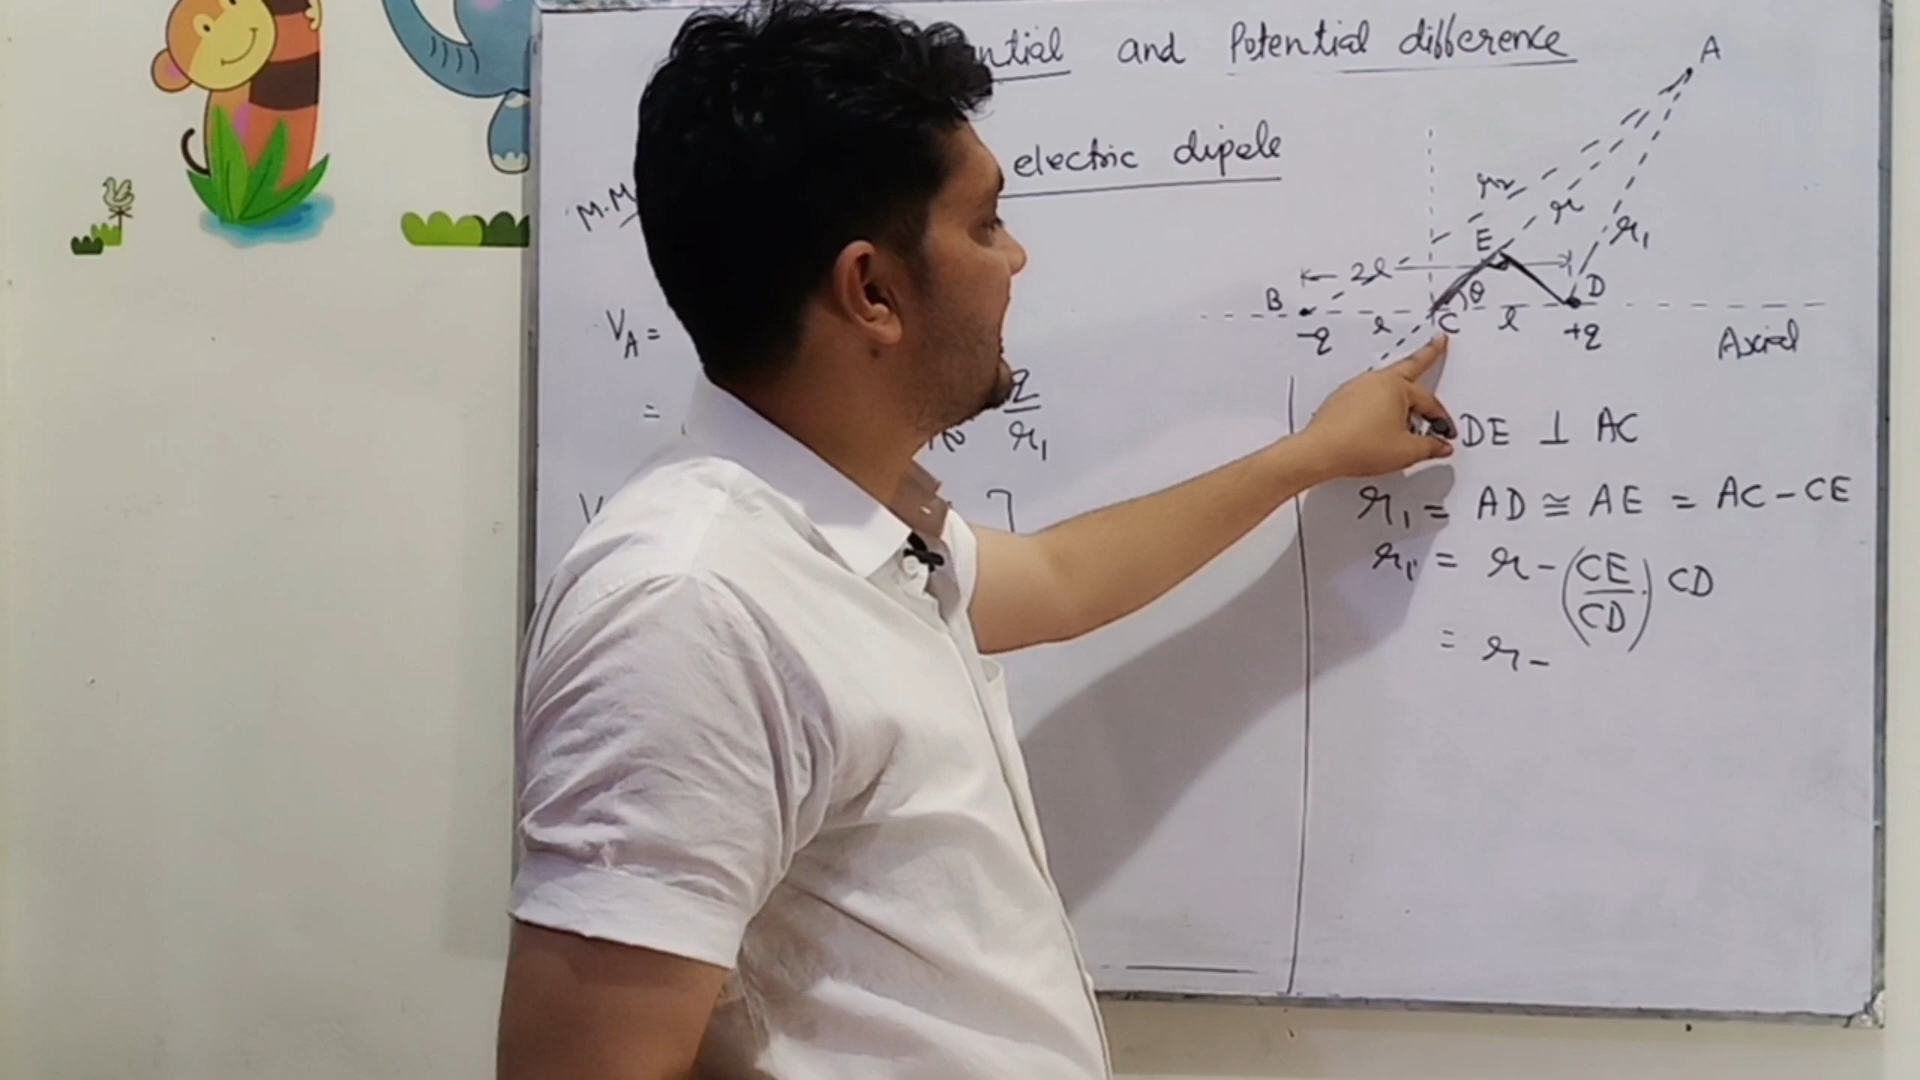 and Potential difference
electric dipole
M.M
A
r₂
r
r₁
E
2l
θ
B
D
C
l
-q
+q
Axial
V_A =
=
q/r₁
DE ⊥ AC
r₁ = AD ≅ AE = AC - CE
r₁ = r - (CE/CD) · CD
= r -